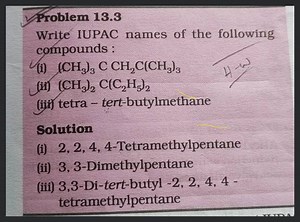 Problem 13.3
Write IUPAC names of the following
compounds :
(i) (CH₃)₃ C CH₂C(CH₃)₃
(ii) (CH₃)₂ C(C₂H₅)₂
(iii) tetra – tert-butylmethane
Solution
(i) 2, 2, 4, 4-Tetramethylpentane
(ii) 3, 3-Dimethylpentane
(iii) 3,3-Di-tert-butyl -2, 2, 4, 4 -
tetramethylpentane